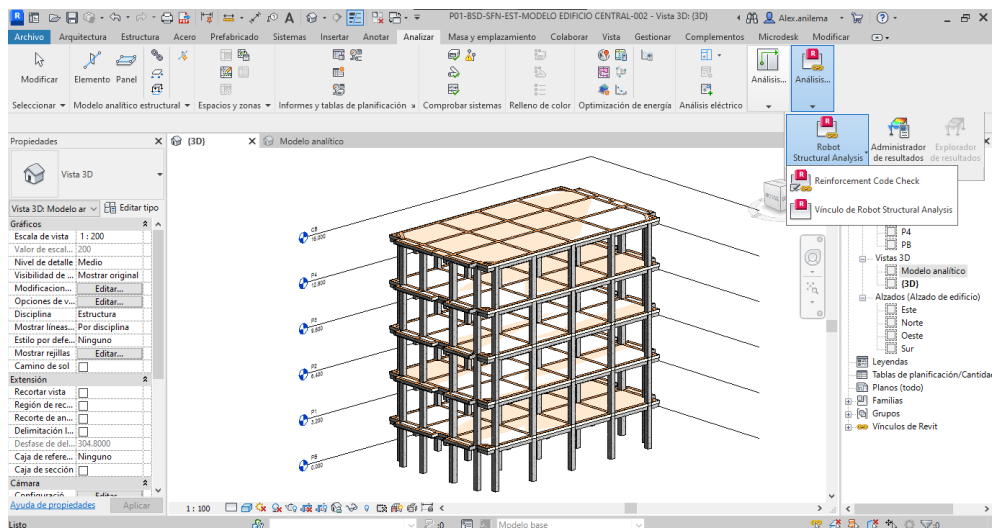 P01-BSD-SFN-EST-MODELO EDIFICIO CENTRAL-002 - Vista 3D: {3D}
Alex.anilema
Archivo Arquitectura Estructura Acero Prefabricado Sistemas Insertar Anotar Analizar Masa y emplazamiento Colaborar Vista Gestionar Complementos Microdesk Modificar
Modificar Elemento Panel Análisis... Análisis...
Seleccionar Modelo analítico estructural Espacios y zonas Informes y tablas de planificación Comprobar sistemas Relleno de color Optimización de energía Análisis eléctrico
Robot Structural Analysis
Administrador de resultados
Explorador de resultados
Reinforcement Code Check
Vínculo de Robot Structural Analysis
Propiedades
{3D}
Modelo analítico
Vista 3D
Vista 3D: Modelo ar
Editar tipo
Gráficos
Escala de vista 1 : 200
Valor de escal... 200
Nivel de detalle Medio
Visibilidad de ... Mostrar original
Modificacion... Editar...
Opciones de v... Editar...
Disciplina Estructura
Mostrar líneas... Por disciplina
Estilo por defe... Ninguno
Mostrar rejillas Editar...
Camino de sol
Extensión
Recortar vista
Región de rec...
Recorte de an...
Delimitación l...
Desfase de del... 304.8000
Caja de refere... Ninguno
Caja de sección
Cámara
Configuració... Editar...
Ayuda de propiedades
Aplicar
CB
16.000
P4
12.800
P3
9.600
P2
6.400
P1
3.200
PB
0.000
P4
PB
Vistas 3D
Modelo analítico
{3D}
Alzados (Alzado de edificio)
Este
Norte
Oeste
Sur
Leyendas
Tablas de planificación/Cantida
Planos (todo)
Familias
Grupos
Vínculos de Revit
1 : 100
Listo
:0
Modelo base
:0